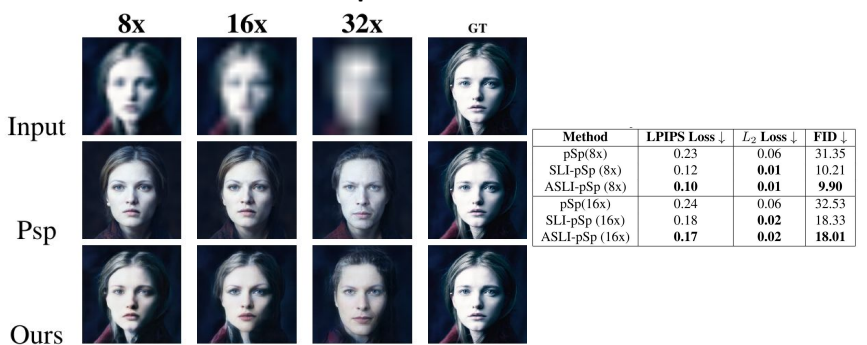 8x 16x 32x GT
Input
Psp
Ours
Method LPIPS Loss ↓ L₂ Loss ↓ FID ↓
pSp(8x) 0.23 0.06 31.35
SLI-pSp (8x) 0.12 0.01 10.21
ASLI-pSp (8x) 0.10 0.01 9.90
pSp(16x) 0.24 0.06 32.53
SLI-pSp (16x) 0.18 0.02 18.33
ASLI-pSp (16x) 0.17 0.02 18.01